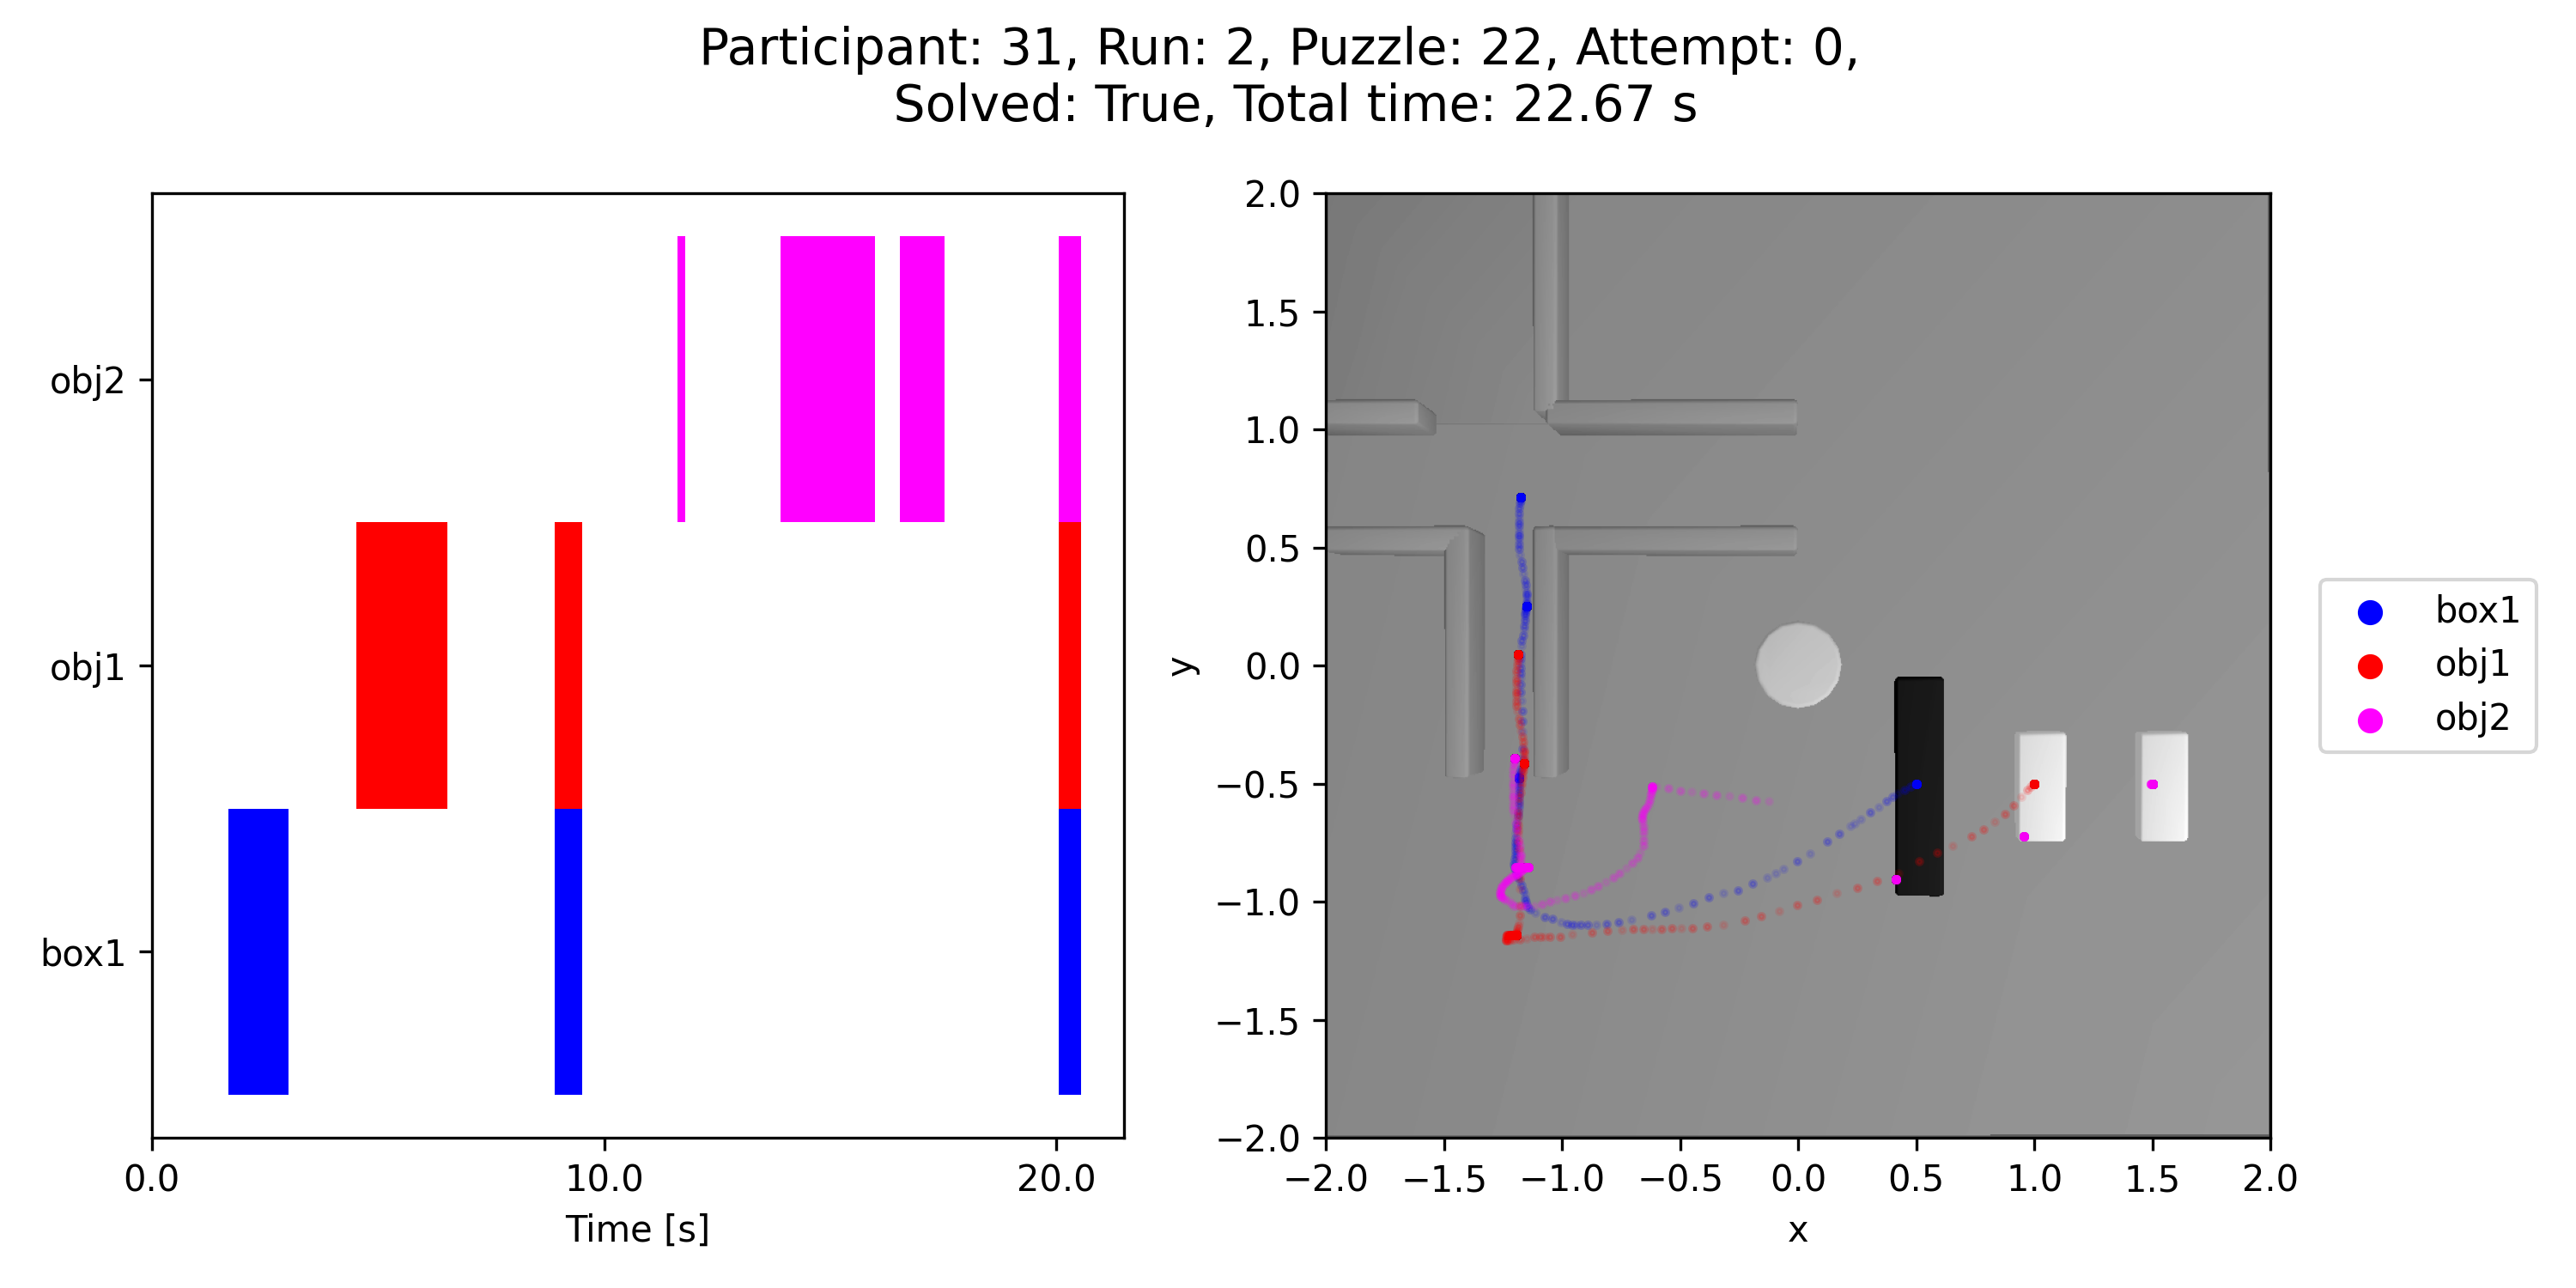 Participant: 31, Run: 2, Puzzle: 22, Attempt: 0,
Solved: True, Total time: 22.67 s
obj2
obj1
box1
0.0 10.0 20.0
Time [s]
2.0
1.5
1.0
0.5
0.0
−0.5
−1.0
−1.5
−2.0
y
−2.0 −1.5 −1.0 −0.5 0.0 0.5 1.0 1.5 2.0
x
box1
obj1
obj2